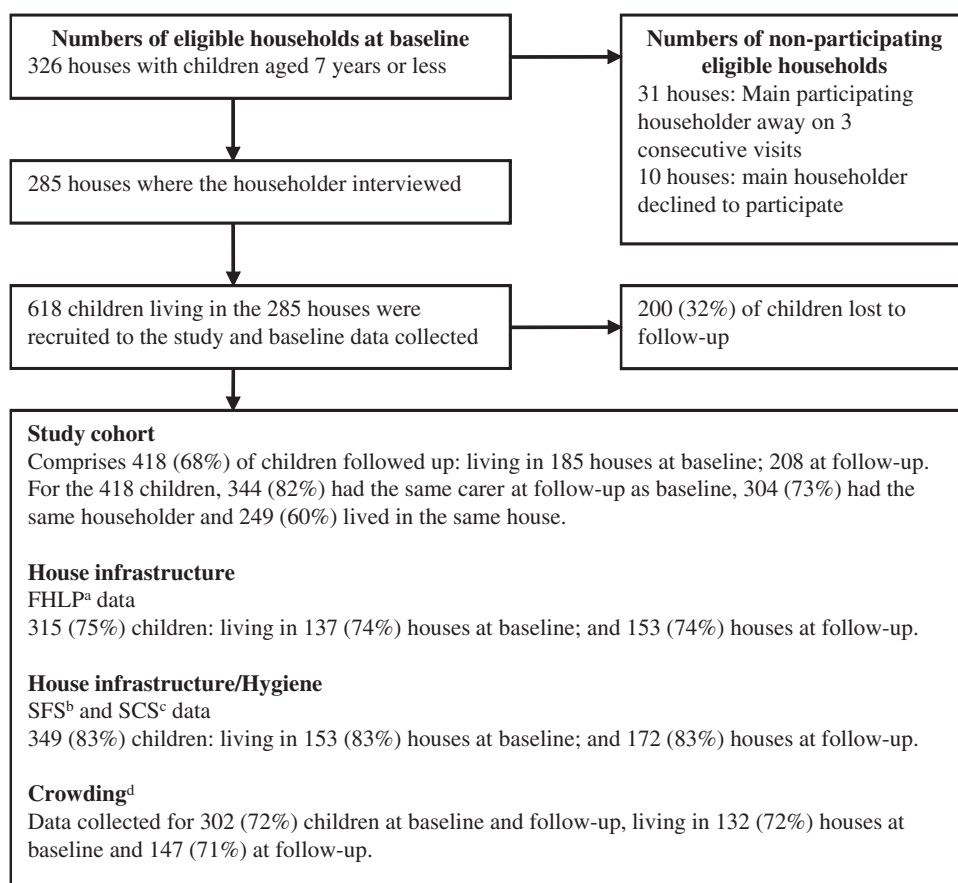 Numbers of eligible households at baseline
326 houses with children aged 7 years or less
Numbers of non-participating
eligible households
31 houses: Main participating
householder away on 3
consecutive visits
10 houses: main householder
declined to participate
285 houses where the householder interviewed
618 children living in the 285 houses were
recruited to the study and baseline data collected
200 (32%) of children lost to
follow-up
Study cohort
Comprises 418 (68%) of children followed up: living in 185 houses at baseline; 208 at follow-up.
For the 418 children, 344 (82%) had the same carer at follow-up as baseline, 304 (73%) had the
same householder and 249 (60%) lived in the same house.
House infrastructure
FHLPᵃ data
315 (75%) children: living in 137 (74%) houses at baseline; and 153 (74%) houses at follow-up.
House infrastructure/Hygiene
SFSᵇ and SCSᶜ data
349 (83%) children: living in 153 (83%) houses at baseline; and 172 (83%) houses at follow-up.
Crowdingᵈ
Data collected for 302 (72%) children at baseline and follow-up, living in 132 (72%) houses at
baseline and 147 (71%) at follow-up.